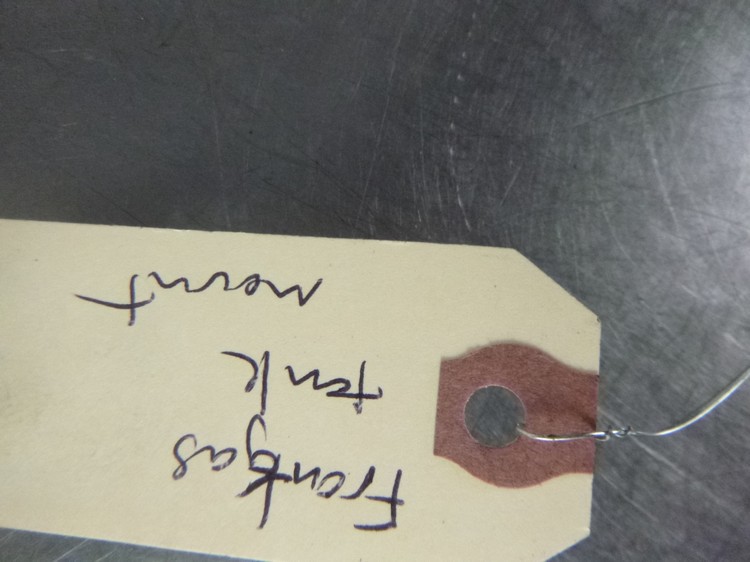 Front gas
tank
mount